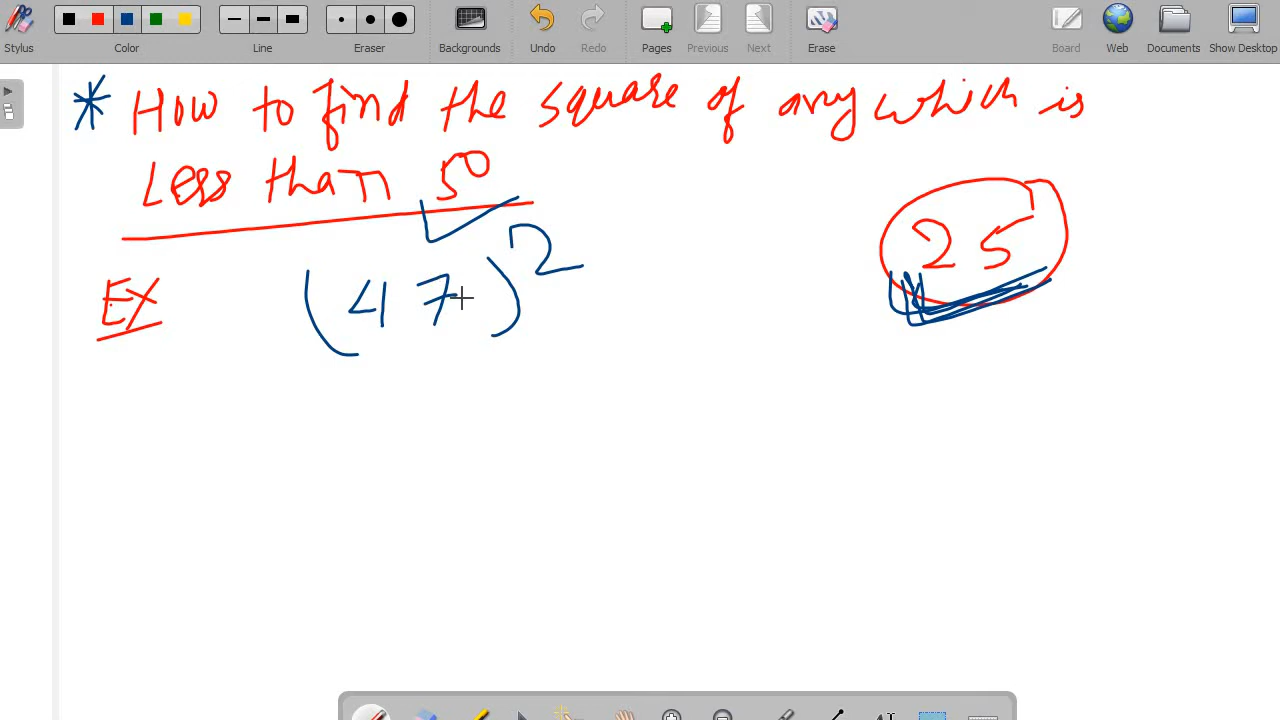 Stylus
Color
Line
Eraser
Backgrounds
Undo
Redo
Pages
Previous
Next
Erase
Board
Web
Documents
Show Desktop
* How to find the square of any which is
Less than 50
25
EX (47)²